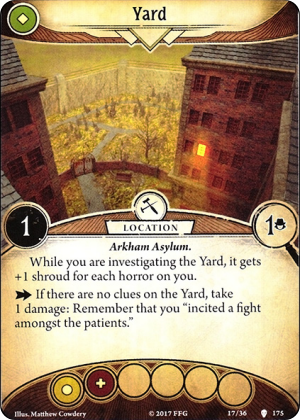 Yard
1
LOCATION
1
Arkham Asylum.
While you are investigating the Yard, it gets
+1 shroud for each horror on you.
If there are no clues on the Yard, take
1 damage: Remember that you “incited a fight
amongst the patients.”
Illus. Matthew Cowdery © 2017 FFG 17/36 175